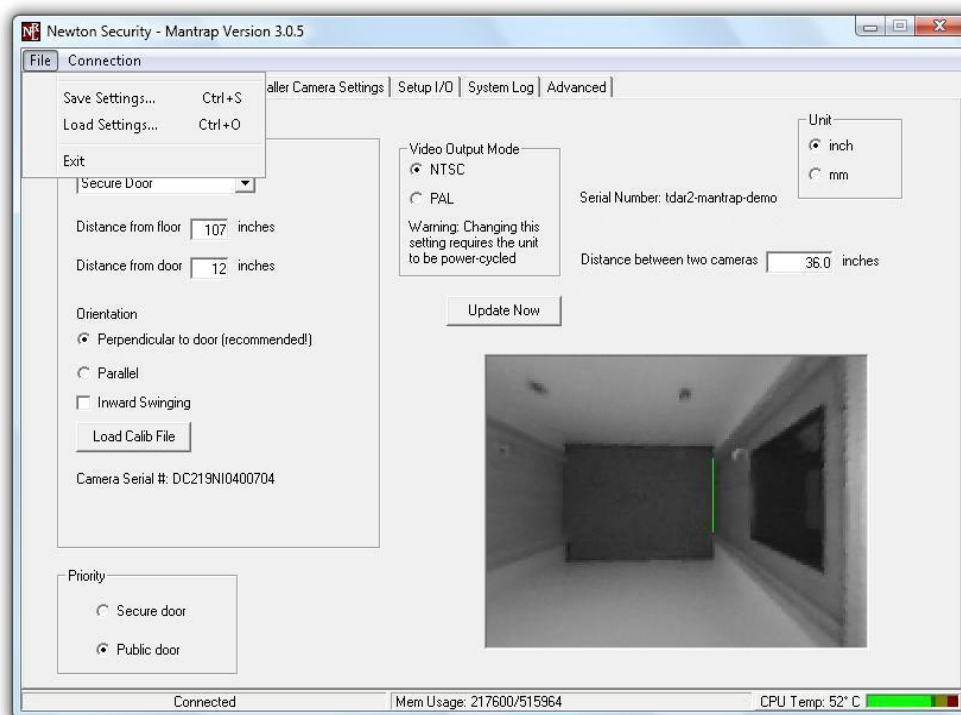 Newton Security - Mantrap Version 3.0.5
File Connection
Save Settings... Ctrl+S
Load Settings... Ctrl+O
Exit
aller Camera Settings Setup I/O System Log Advanced
Secure Door
Distance from floor 107 inches
Distance from door 12 inches
Orientation
Perpendicular to door (recommended!)
Parallel
Inward Swinging
Load Calib File
Camera Serial #: DC219NI0400704
Video Output Mode
NTSC
PAL
Warning: Changing this
setting requires the unit
to be power-cycled
Update Now
Unit
inch
mm
Serial Number: tdar2-mantrap-demo
Distance between two cameras 36.0 inches
Priority
Secure door
Public door
Connected Mem Usage: 217600/515964 CPU Temp: 52° C